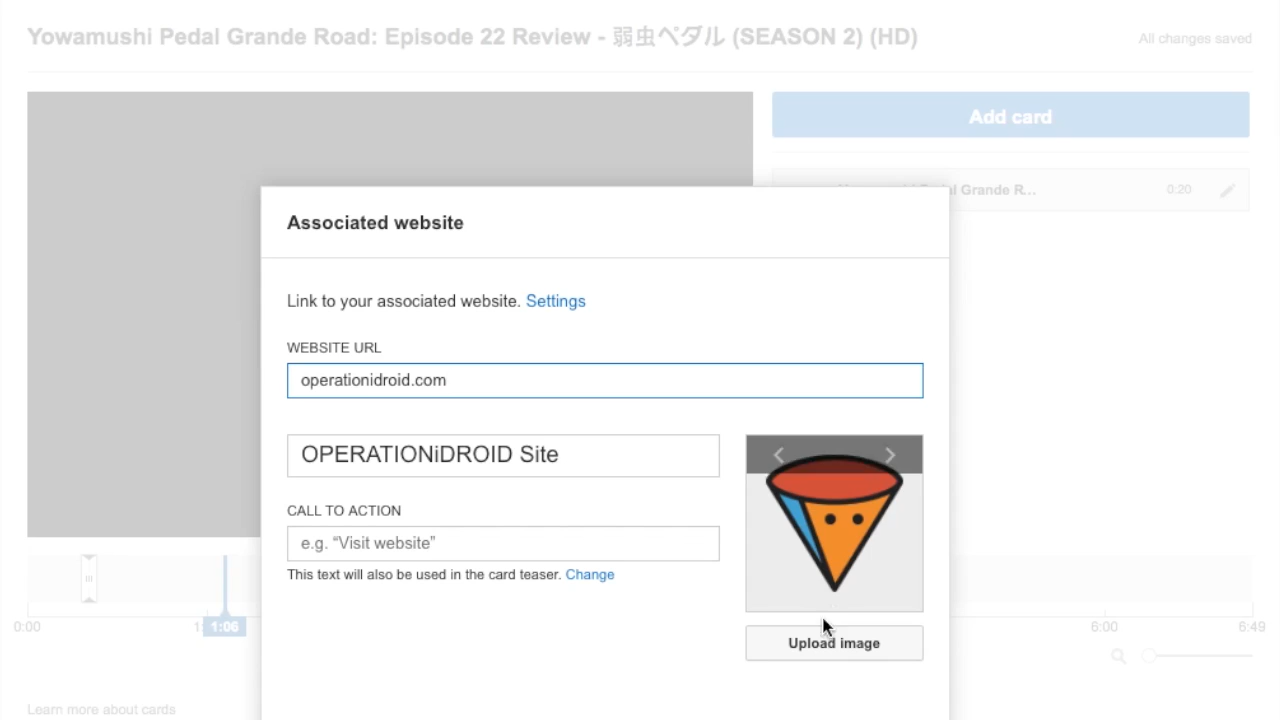 Yowamushi Pedal Grande Road: Episode 22 Review - 弱虫ペダル (SEASON 2) (HD)
All changes saved
Add card
l Grande R...
0:20
Associated website
Link to your associated website. Settings
WEBSITE URL
operationidroid.com
OPERATIONiDROID Site
CALL TO ACTION
e.g. “Visit website”
This text will also be used in the card teaser. Change
Upload image
0:00
1:06
6:00
6:49
Learn more about cards